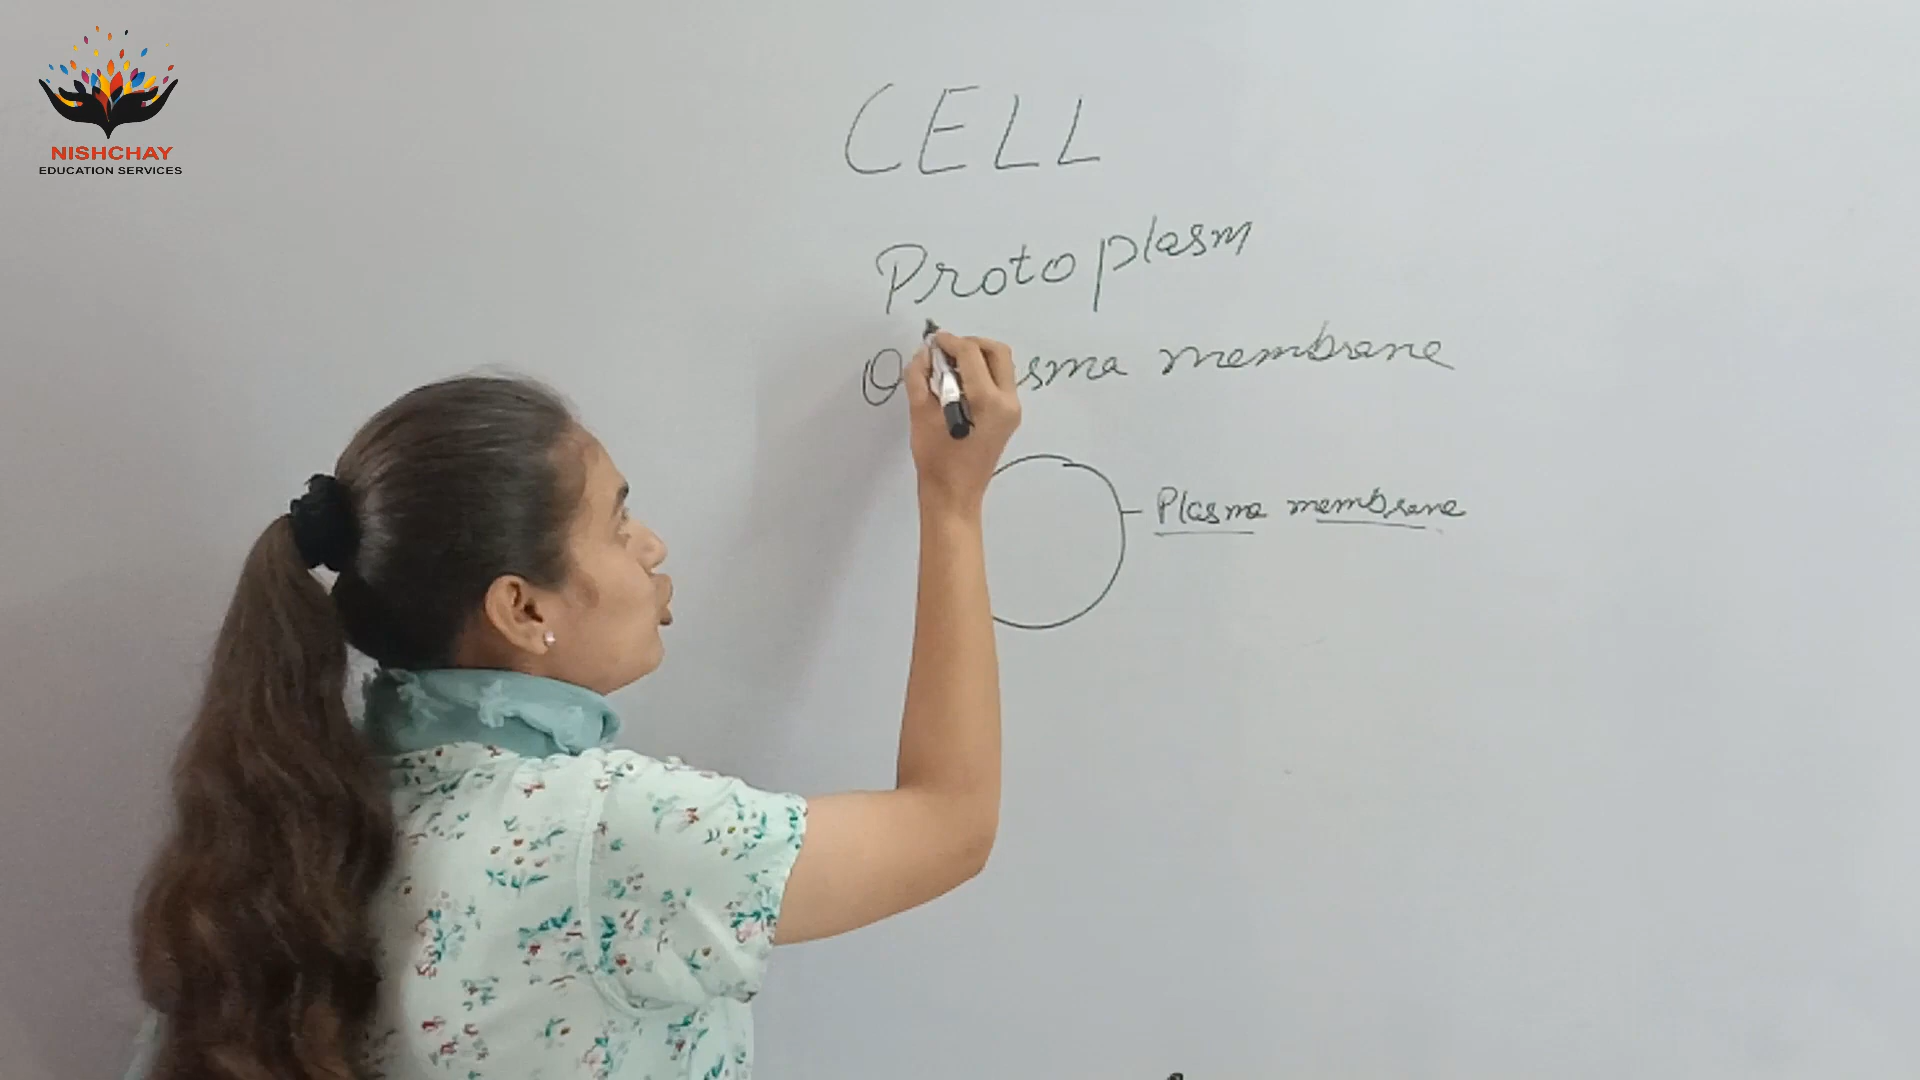 NISHCHAY
EDUCATION SERVICES
CELL
Protoplasm
membrane
Plasma membrane